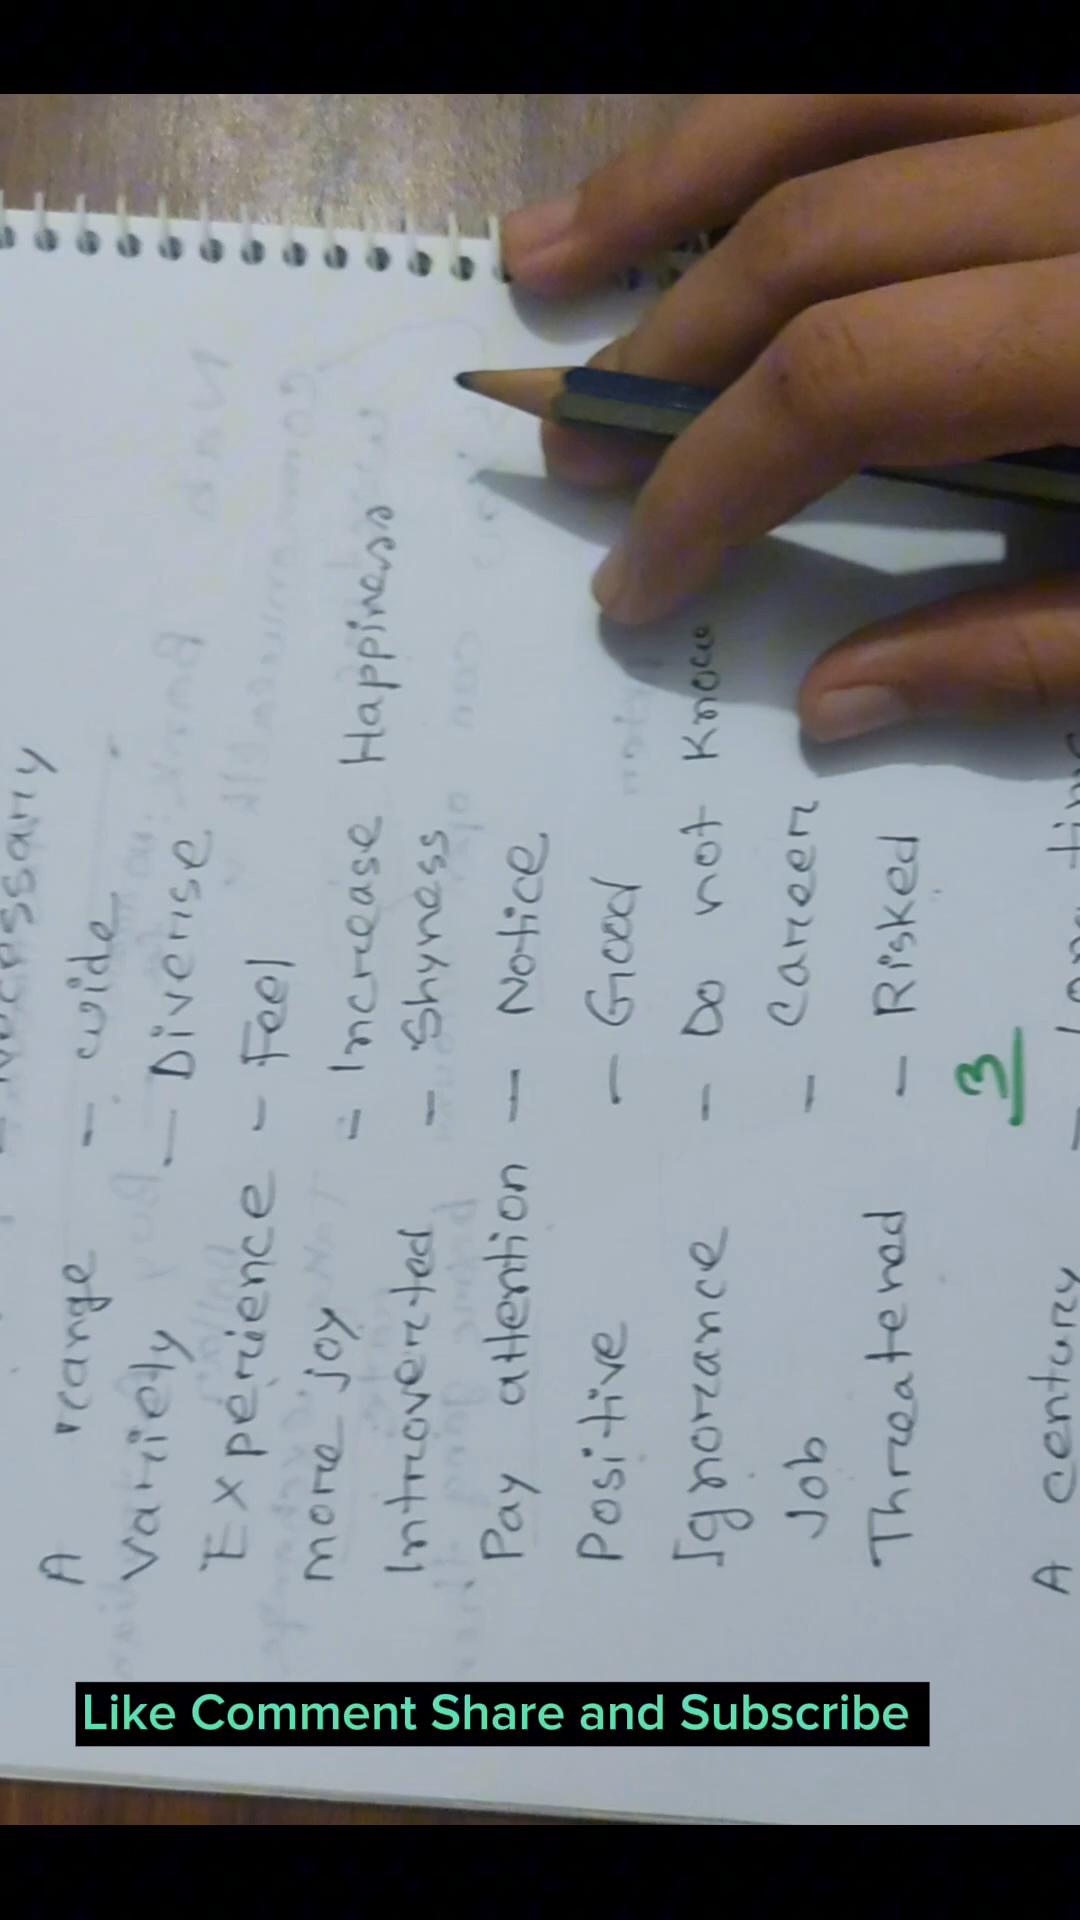 Necessary
A range - wide
Variety - Diverse
Experience - Feel
more joy = Increase Happiness
Introverted - Shyness
Pay attention - Notice
Positive - Good
Ignorance - Do not Know
Job - Career
Threatened - Risked
3
A century - Long time
Like Comment Share and Subscribe